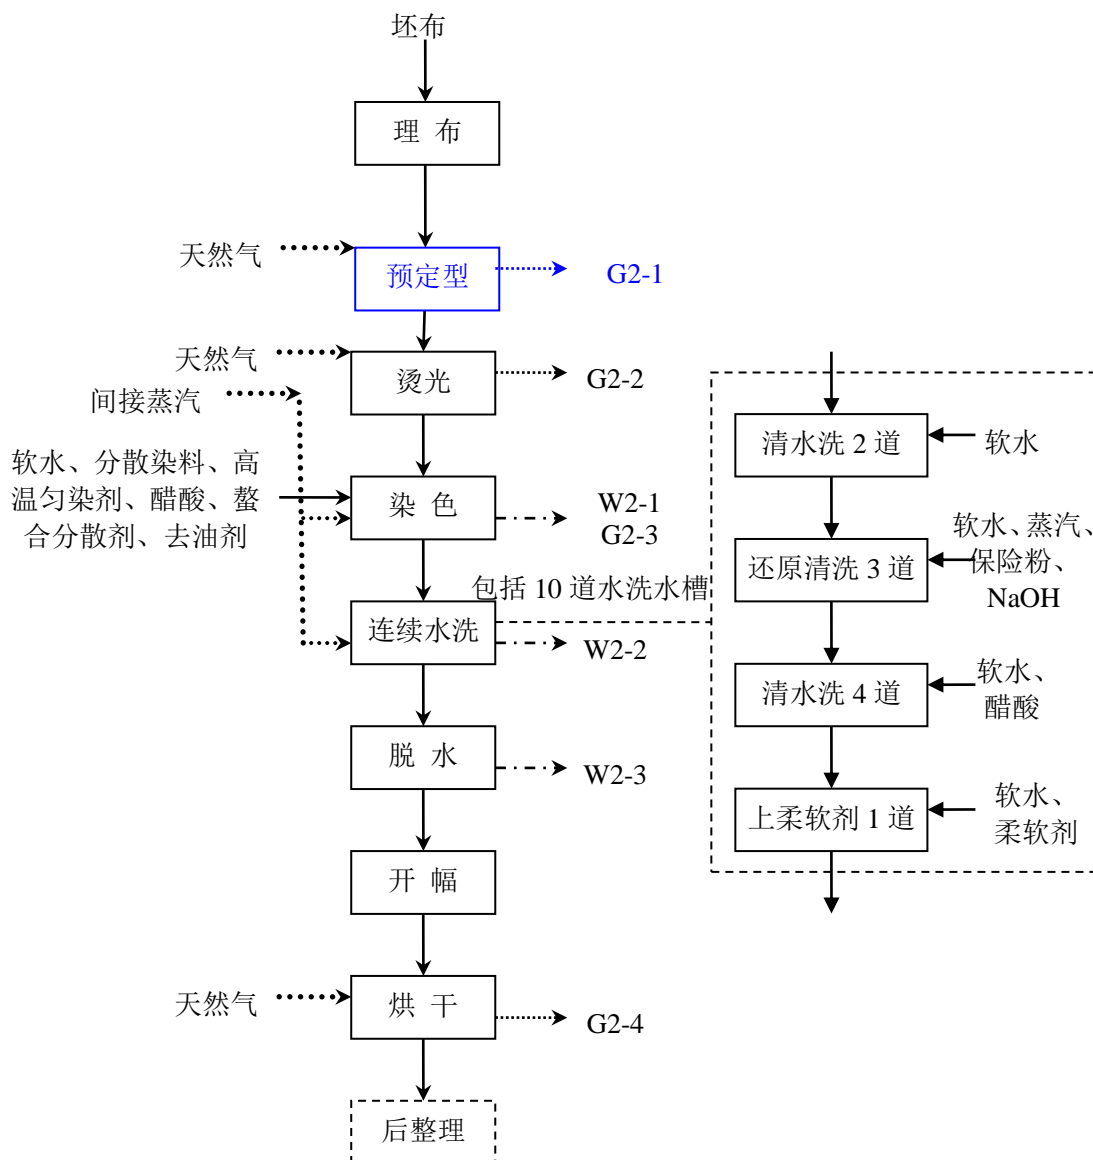 坯布
理 布
天然气
预定型
G2-1
天然气
烫光
G2-2
间接蒸汽
软水、分散染料、高
温匀染剂、醋酸、螯
合分散剂、去油剂
染 色
W2-1
G2-3
包括 10 道水洗水槽
连续水洗
W2-2
脱 水
W2-3
开 幅
天然气
烘 干
G2-4
后整理
清水洗 2 道
软水
还原清洗 3 道
软水、蒸汽、
保险粉、
NaOH
清水洗 4 道
软水、
醋酸
上柔软剂 1 道
软水、
柔软剂